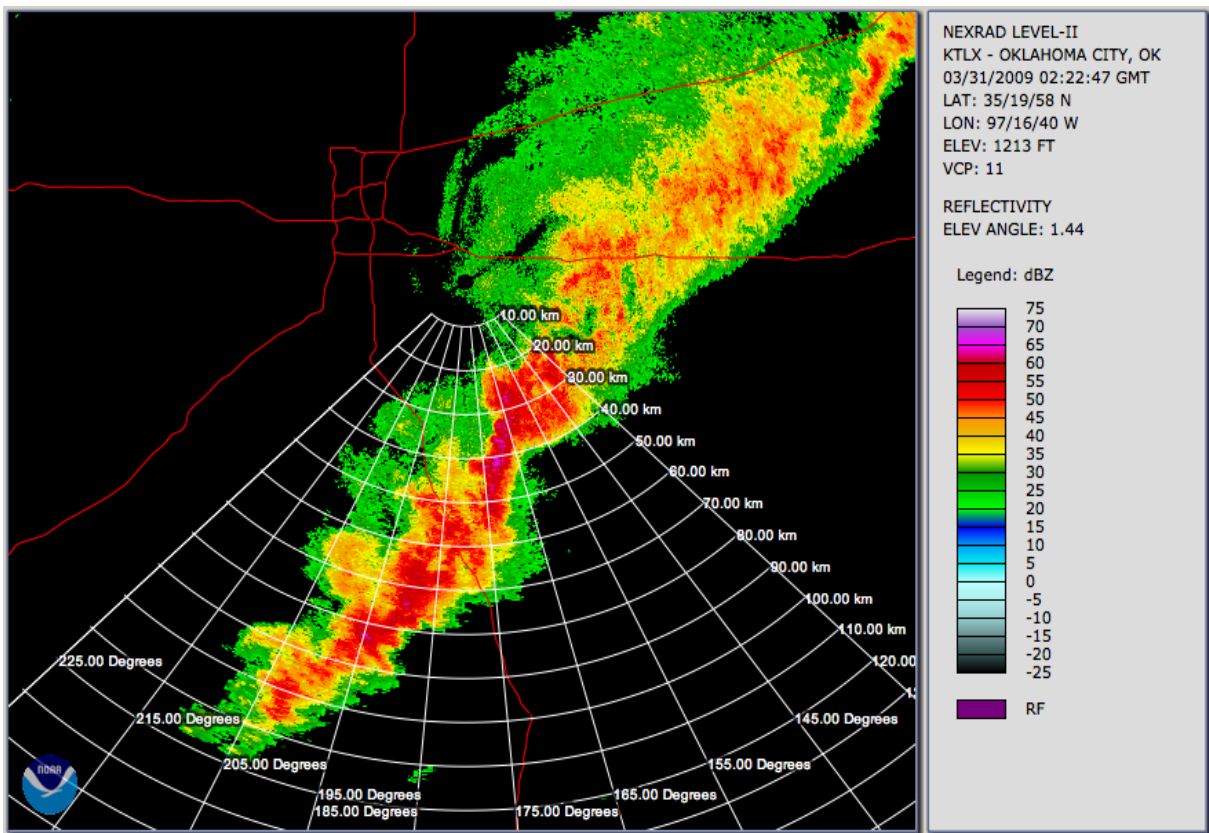 NEXRAD LEVEL-II
KTLX - OKLAHOMA CITY, OK
03/31/2009 02:22:47 GMT
LAT: 35/19/58 N
LON: 97/16/40 W
ELEV: 1213 FT
VCP: 11
REFLECTIVITY
ELEV ANGLE: 1.44
Legend: dBZ
75
70
65
60
55
50
45
40
35
30
25
20
15
10
5
0
-5
-10
-15
-20
-25
RF
10.00 km
20.00 km
30.00 km
40.00 km
50.00 km
60.00 km
70.00 km
80.00 km
90.00 km
100.00 km
110.00 km
120.00
225.00 Degrees
215.00 Degrees
205.00 Degrees
195.00 Degrees
185.00 Degrees
175.00 Degrees
165.00 Degrees
155.00 Degrees
145.00 Degrees
NOAA